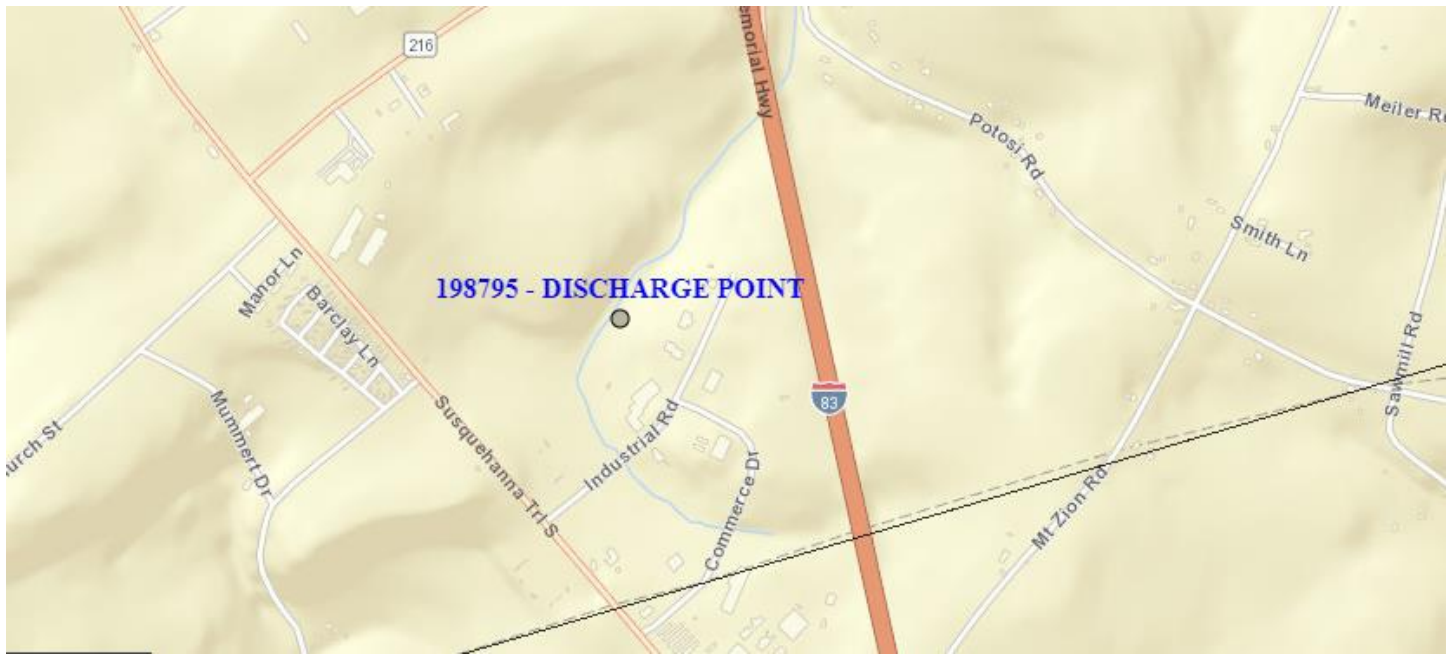 216
emorial Hwy
Potosi Rd
Meiler Rd
Smith Ln
Manor Ln
Barclay Ln
198795 - DISCHARGE POINT
83
Sawmill Rd
Susquehanna Trl S
Mummert Dr
urch St
Industrial Rd
Commerce Dr
Mt Zion Rd